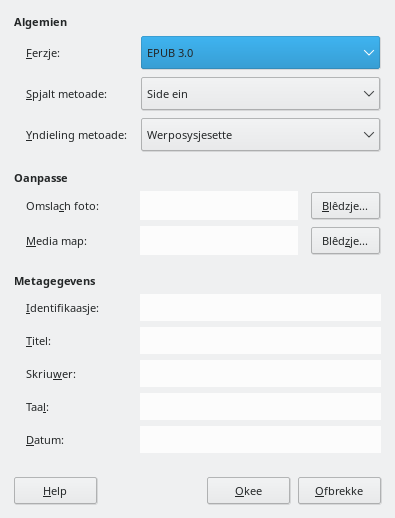 Algemien
Ferzje: EPUB 3.0
Spjalt metoade: Side ein
Yndieling metoade: Werposysjesette
Oanpasse
Omslach foto: Blêdzje...
Media map: Blêdzje...
Metagegevens
Identifikaasje:
Titel:
Skriuwer:
Taal:
Datum:
Help Okee Ofbrekke